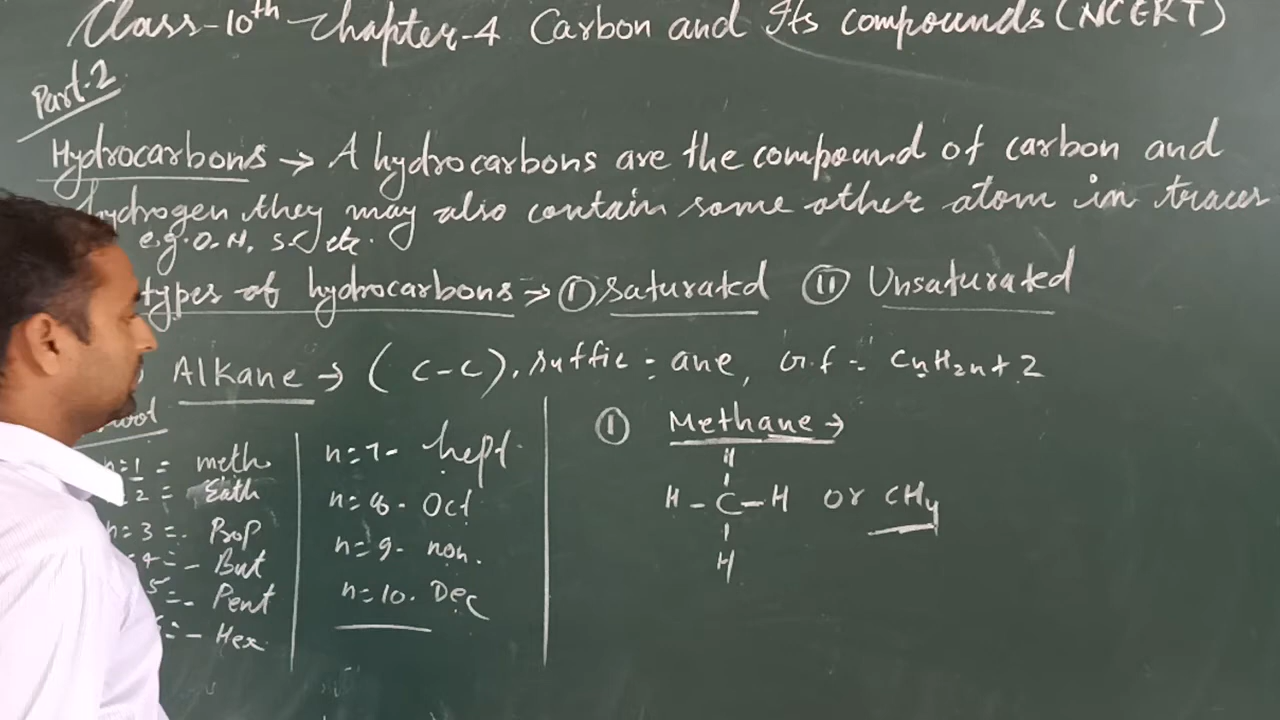 Class-10th Chapter-4 Carbon and Its compounds (NCERT)
Part-2
Hydrocarbons → A hydrocarbons are the compound of carbon and
hydrogen they may also contain some other atom in traces
e.g. O. N, S. etc.
types of hydrocarbons → (I) Saturated (II) Unsaturated
Alkane → (C-C), suffic = ane, G.f = CnH2n+2
root
n=1 = meth
2 = Eath
n=3 = Prop
4 = - But
5 = - Pent
= - Hex
n=7- hept
n=8- Oct
n=9- non.
n=10. Dec
(I) Methane →
H
H-C-H or CH4
H